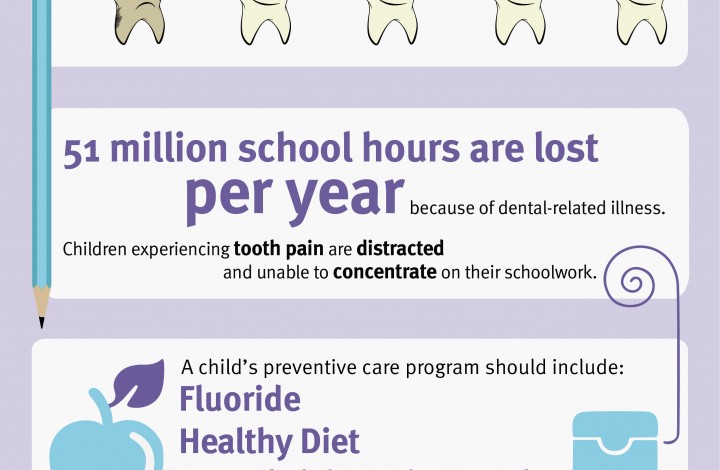 51 million school hours are lost
per year because of dental-related illness.
Children experiencing tooth pain are distracted
and unable to concentrate on their schoolwork.
A child's preventive care program should include:
Fluoride
Healthy Diet